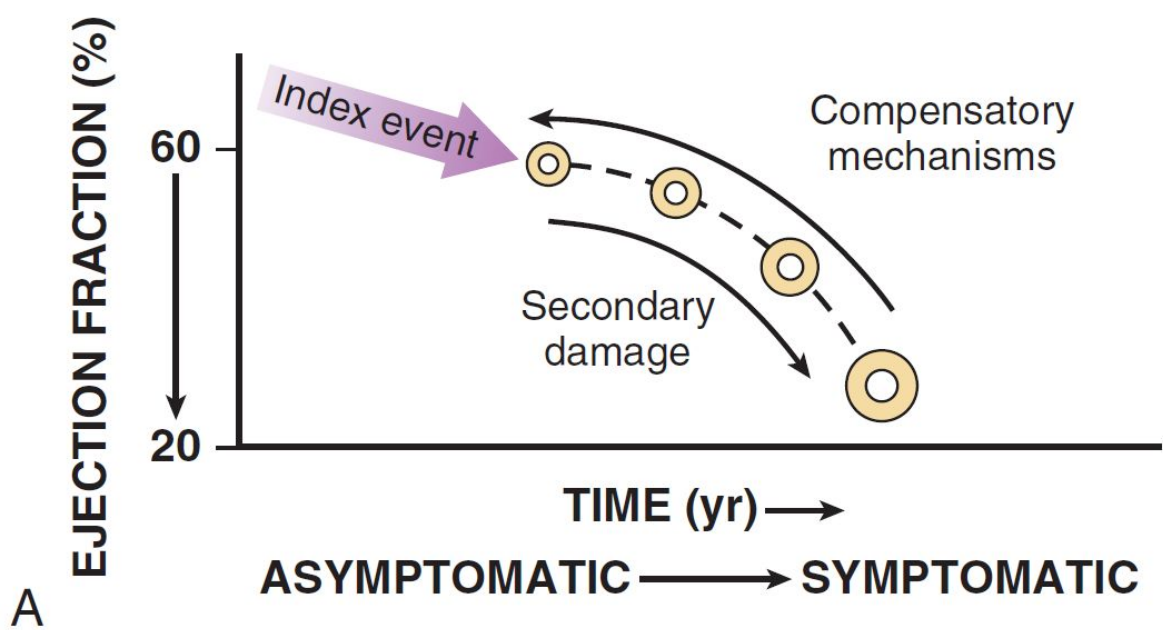 EJECTION FRACTION (%)
60
20
Index event
Compensatory
mechanisms
Secondary
damage
TIME (yr)
ASYMPTOMATIC
SYMPTOMATIC
A